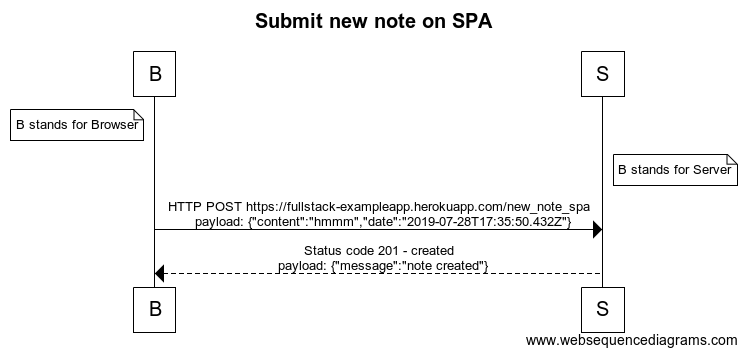 Submit new note on SPA
B
S
B stands for Browser
B stands for Server
HTTP POST https://fullstack-exampleapp.herokuapp.com/new_note_spa
payload: {"content":"hmmm","date":"2019-07-28T17:35:50.432Z"}
Status code 201 - created
payload: {"message":"note created"}
B
S
www.websequencediagrams.com